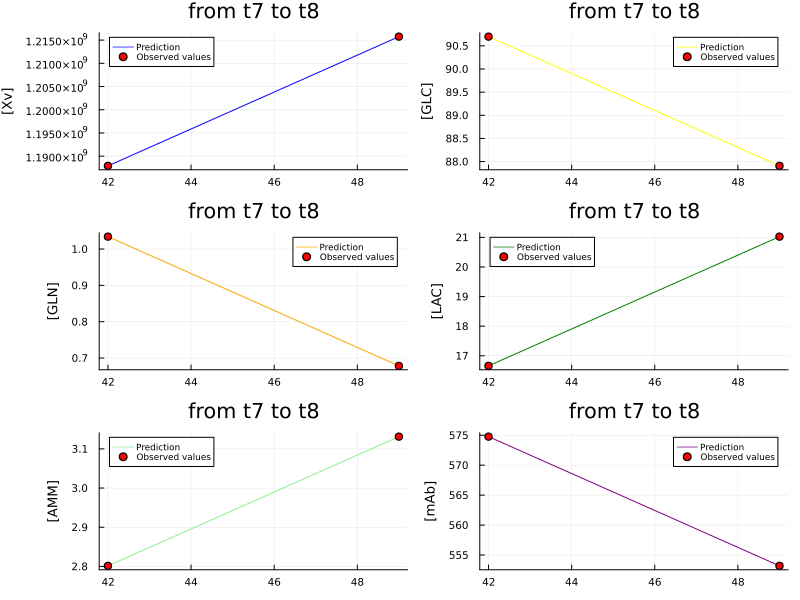 from t7 to t8
[Xv]
1.2150×10⁹
1.2100×10⁹
1.2050×10⁹
1.2000×10⁹
1.1950×10⁹
1.1900×10⁹
Prediction
Observed values
42 44 46 48
from t7 to t8
[GLC]
90.5
90.0
89.5
89.0
88.5
88.0
Prediction
Observed values
42 44 46 48
from t7 to t8
[GLN]
1.0
0.9
0.8
0.7
Prediction
Observed values
42 44 46 48
from t7 to t8
[LAC]
21
20
19
18
17
Prediction
Observed values
42 44 46 48
from t7 to t8
[AMM]
3.1
3.0
2.9
2.8
Prediction
Observed values
42 44 46 48
from t7 to t8
[mAb]
575
570
565
560
555
Prediction
Observed values
42 44 46 48